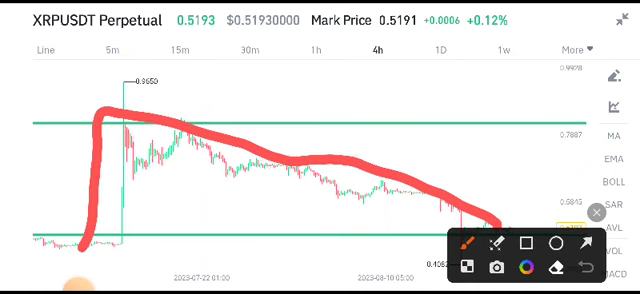 XRPUSDT Perpetual 0.5193 $0.51930000 Mark Price 0.5191 +0.0006 +0.12%
Line 5m 15m 30m 1h 4h 1D 1w More
0.9928
0.9650
0.7887
MA
EMA
BOLL
0.5845
SAR
AVL
VOL
MACD
2023-07-22 01:00 2023-08-10 05:00